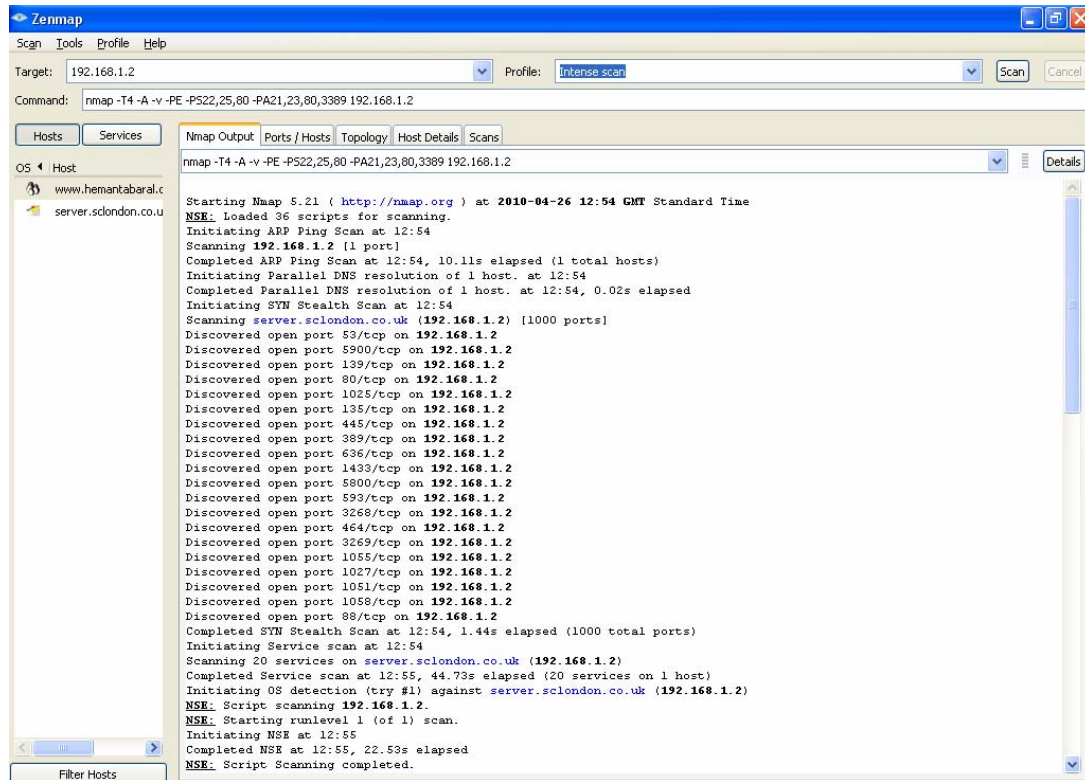 Zenmap
Scan Tools Profile Help
Target: 192.168.1.2 Profile: Intense scan Scan Cancel
Command: nmap -T4 -A -v -PE -PS22,25,80 -PA21,23,80,3389 192.168.1.2
Hosts Services
Nmap Output Ports / Hosts Topology Host Details Scans
OS Host
nmap -T4 -A -v -PE -PS22,25,80 -PA21,23,80,3389 192.168.1.2 Details
www.hemantabaral.c
server.sclondon.co.u
Starting Nmap 5.21 ( http://nmap.org ) at 2010-04-26 12:54 GMT Standard Time
NSE: Loaded 36 scripts for scanning.
Initiating ARP Ping Scan at 12:54
Scanning 192.168.1.2 [1 port]
Completed ARP Ping Scan at 12:54, 10.11s elapsed (1 total hosts)
Initiating Parallel DNS resolution of 1 host. at 12:54
Completed Parallel DNS resolution of 1 host. at 12:54, 0.02s elapsed
Initiating SYN Stealth Scan at 12:54
Scanning server.sclondon.co.uk (192.168.1.2) [1000 ports]
Discovered open port 53/tcp on 192.168.1.2
Discovered open port 5900/tcp on 192.168.1.2
Discovered open port 139/tcp on 192.168.1.2
Discovered open port 80/tcp on 192.168.1.2
Discovered open port 1025/tcp on 192.168.1.2
Discovered open port 135/tcp on 192.168.1.2
Discovered open port 445/tcp on 192.168.1.2
Discovered open port 389/tcp on 192.168.1.2
Discovered open port 636/tcp on 192.168.1.2
Discovered open port 1433/tcp on 192.168.1.2
Discovered open port 5800/tcp on 192.168.1.2
Discovered open port 593/tcp on 192.168.1.2
Discovered open port 3268/tcp on 192.168.1.2
Discovered open port 464/tcp on 192.168.1.2
Discovered open port 3269/tcp on 192.168.1.2
Discovered open port 1055/tcp on 192.168.1.2
Discovered open port 1027/tcp on 192.168.1.2
Discovered open port 1051/tcp on 192.168.1.2
Discovered open port 1058/tcp on 192.168.1.2
Discovered open port 88/tcp on 192.168.1.2
Completed SYN Stealth Scan at 12:54, 1.44s elapsed (1000 total ports)
Initiating Service scan at 12:54
Scanning 20 services on server.sclondon.co.uk (192.168.1.2)
Completed Service scan at 12:55, 44.73s elapsed (20 services on 1 host)
Initiating OS detection (try #1) against server.sclondon.co.uk (192.168.1.2)
NSE: Script scanning 192.168.1.2.
NSE: Starting runlevel 1 (of 1) scan.
Initiating NSE at 12:55
Completed NSE at 12:55, 22.53s elapsed
NSE: Script Scanning completed.
Filter Hosts